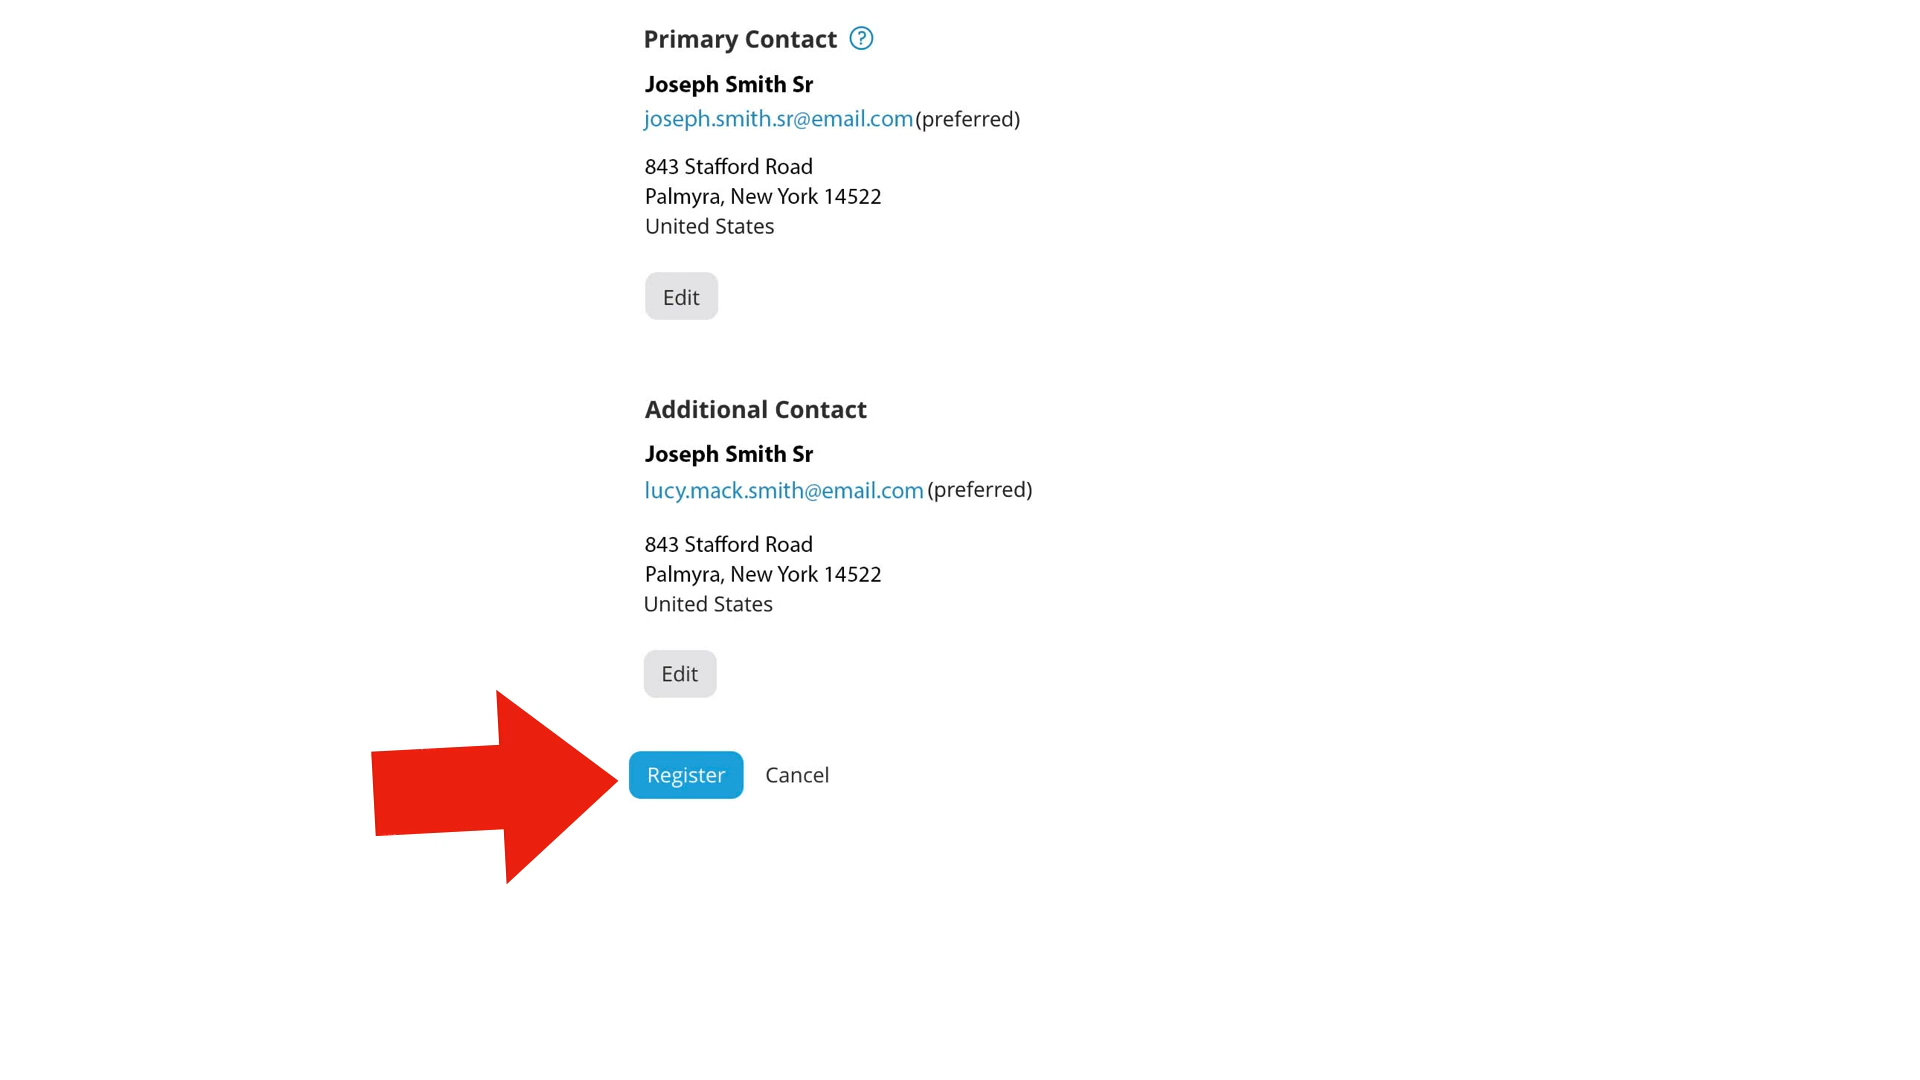 Primary Contact ?
Joseph Smith Sr
joseph.smith.sr@email.com (preferred)
843 Stafford Road
Palmyra, New York 14522
United States
Edit
Additional Contact
Joseph Smith Sr
lucy.mack.smith@email.com (preferred)
843 Stafford Road
Palmyra, New York 14522
United States
Edit
Register Cancel